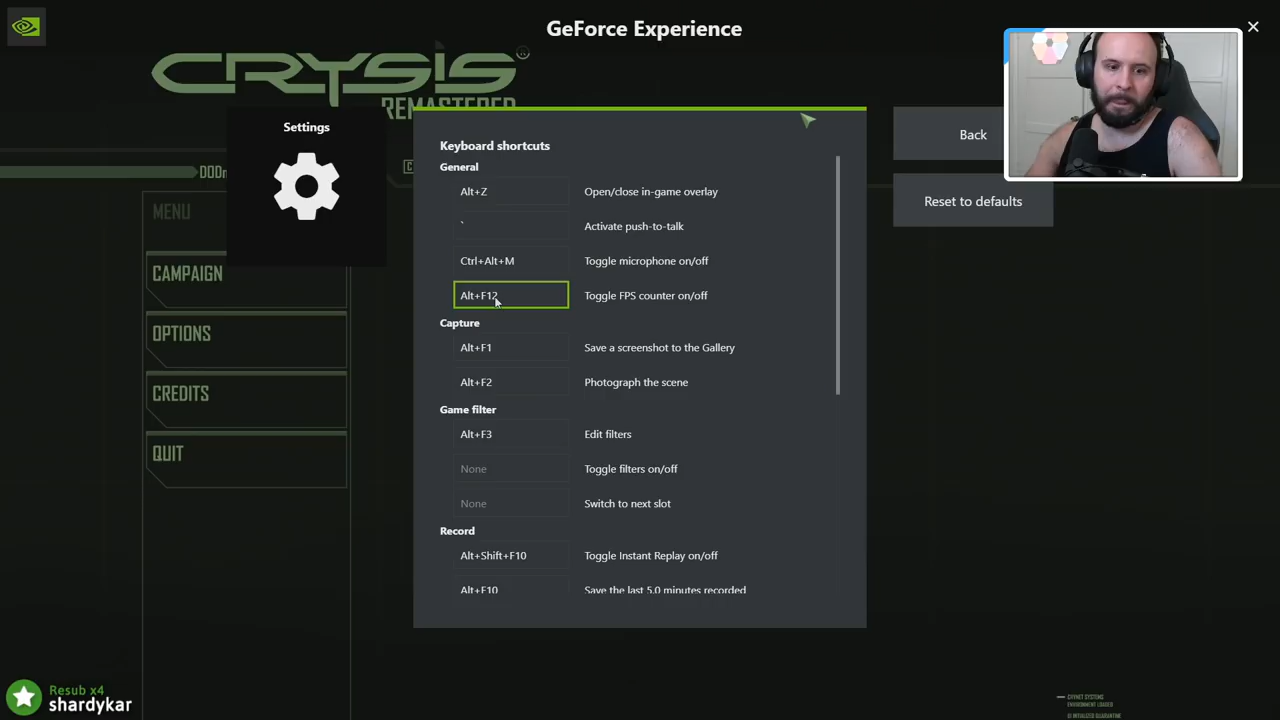 GeForce Experience
CRYSIS®
REMASTERED
Settings
Keyboard shortcuts
General
Alt+Z Open/close in-game overlay
` Activate push-to-talk
Ctrl+Alt+M Toggle microphone on/off
Alt+F12 Toggle FPS counter on/off
Capture
Alt+F1 Save a screenshot to the Gallery
Alt+F2 Photograph the scene
Game filter
Alt+F3 Edit filters
None Toggle filters on/off
None Switch to next slot
Record
Alt+Shift+F10 Toggle Instant Replay on/off
Alt+F10 Save the last 5.0 minutes recorded
Back
Reset to defaults
MENU
CAMPAIGN
OPTIONS
CREDITS
QUIT
Resub x4
shardykar
CRYNET SYSTEMS
ENVIRONMENT LOADED